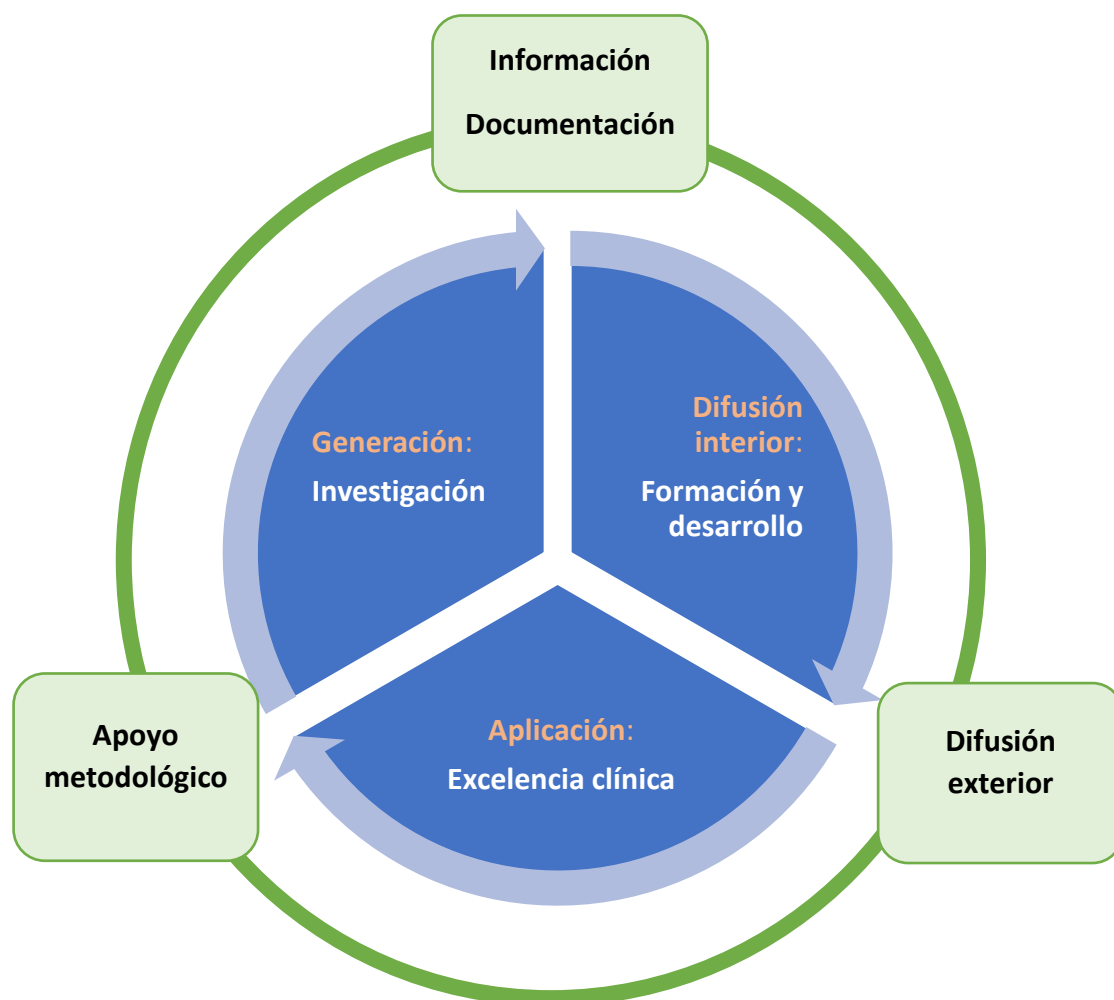 Información
Documentación
Generación:
Investigación
Difusión
interior:
Formación y
desarrollo
Aplicación:
Excelencia clínica
Apoyo
metodológico
Difusión
exterior